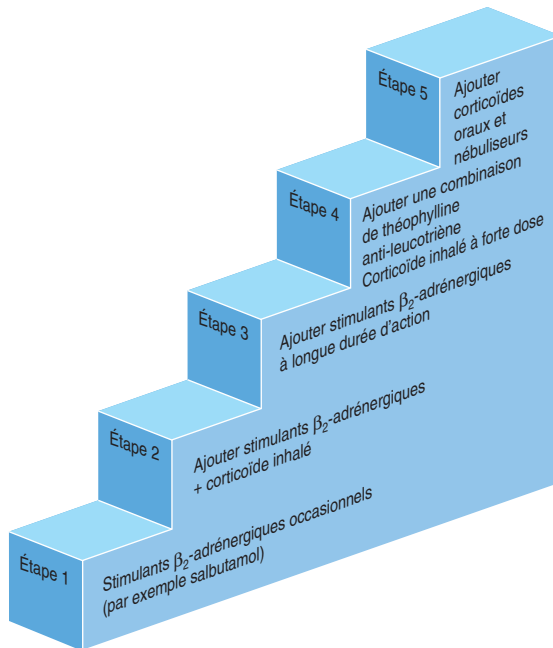 Étape 5
Ajouter
corticoïdes
oraux et
nébuliseurs
Étape 4
Ajouter une combinaison
de théophylline
anti-leucotriène
Corticoïde inhalé à forte dose
Étape 3
Ajouter stimulants β₂-adrénergiques
à longue durée d’action
Étape 2
Ajouter stimulants β₂-adrénergiques
+ corticoïde inhalé
Étape 1
Stimulants β₂-adrénergiques occasionnels
(par exemple salbutamol)